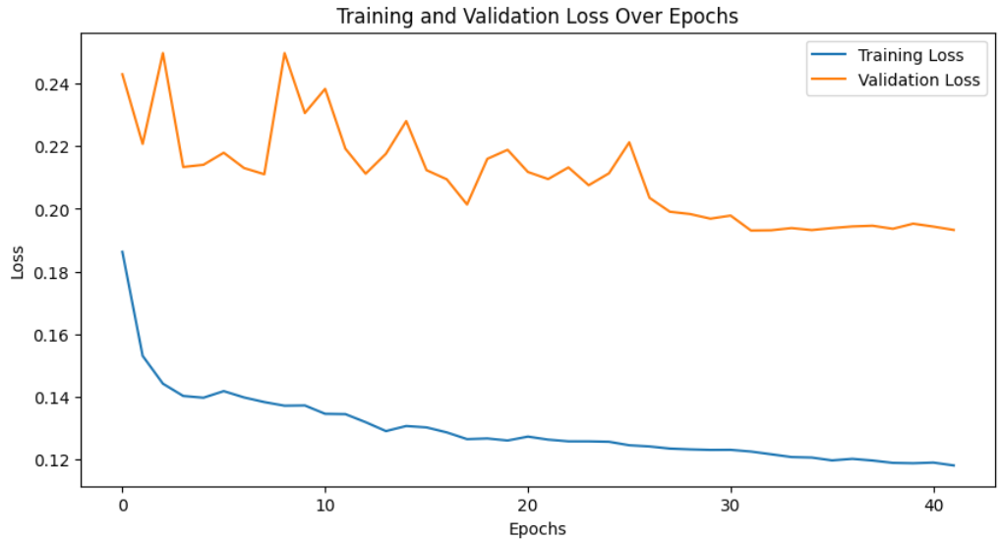 Training and Validation Loss Over Epochs
Training Loss
Validation Loss
0.24
0.22
0.20
0.18
0.16
0.14
0.12
Loss
0 10 20 30 40
Epochs